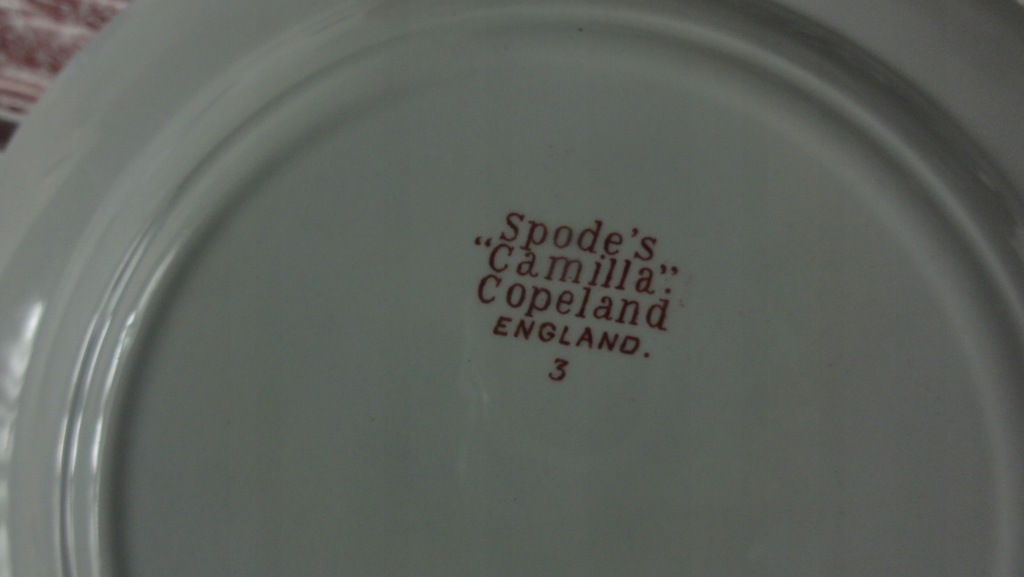 Spode's
"Camilla".
Copeland
ENGLAND.
3